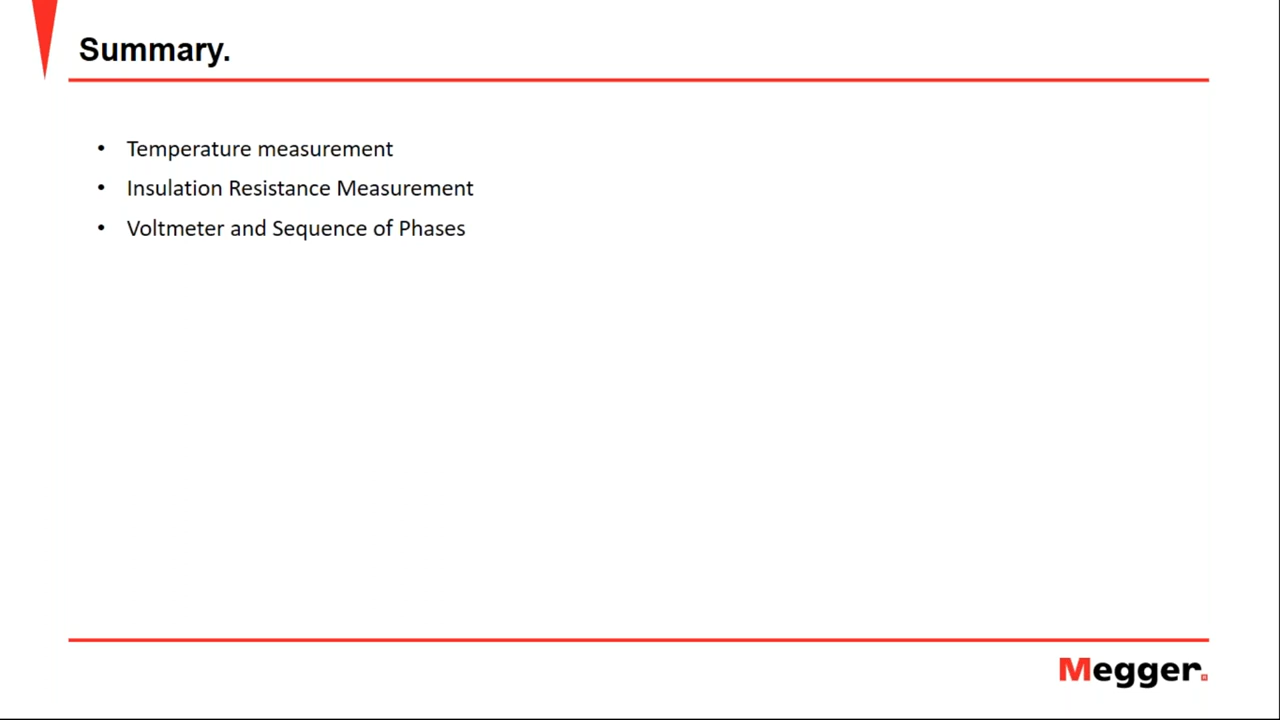 Summary.
• Temperature measurement
• Insulation Resistance Measurement
• Voltmeter and Sequence of Phases
Megger.